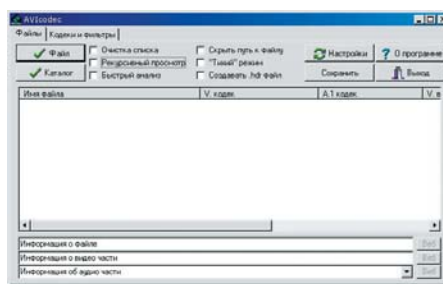 AVIcodec
Файлы Кодеки и фильтры
Файл Очистка списка Скрыть путь к файлу Настройки ? О программе
Каталог Рекурсивный просмотр "Тихий" режим Сохранить Выход
Быстрый анализ Создавать .hdr файл
Имя файла V. кодек. A.1 кодек.
Информация о файле
Информация о видео части
Информация об аудио части